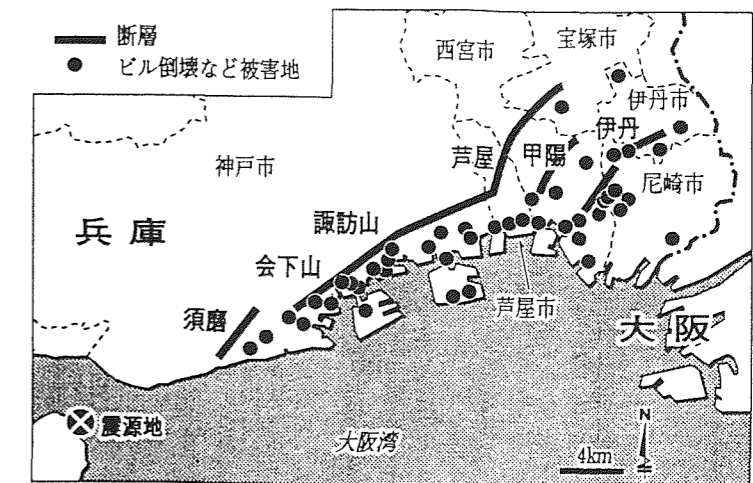 断層
ビル倒壊など被害地
西宮市
宝塚市
伊丹市
伊丹
芦屋
甲陽
尼崎市
神戸市
兵庫
諏訪山
会下山
須磨
芦屋市
大阪
震源地
大阪湾
N
4km